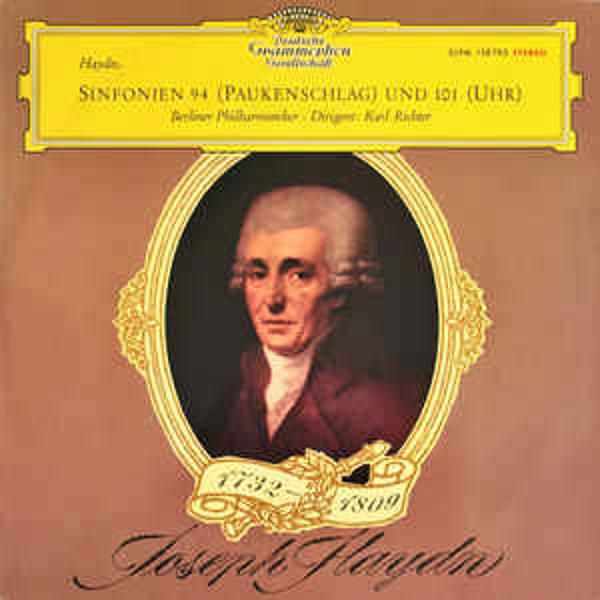 Deutsche
Grammophon
Gesellschaft
Haydn
SINFONIEN 94 (PAUKENSCHLAG) UND 101 (UHR)
Berliner Philharmoniker · Dirigent: Karl Richter
STEREO
1732-
1809
Joseph Haydn